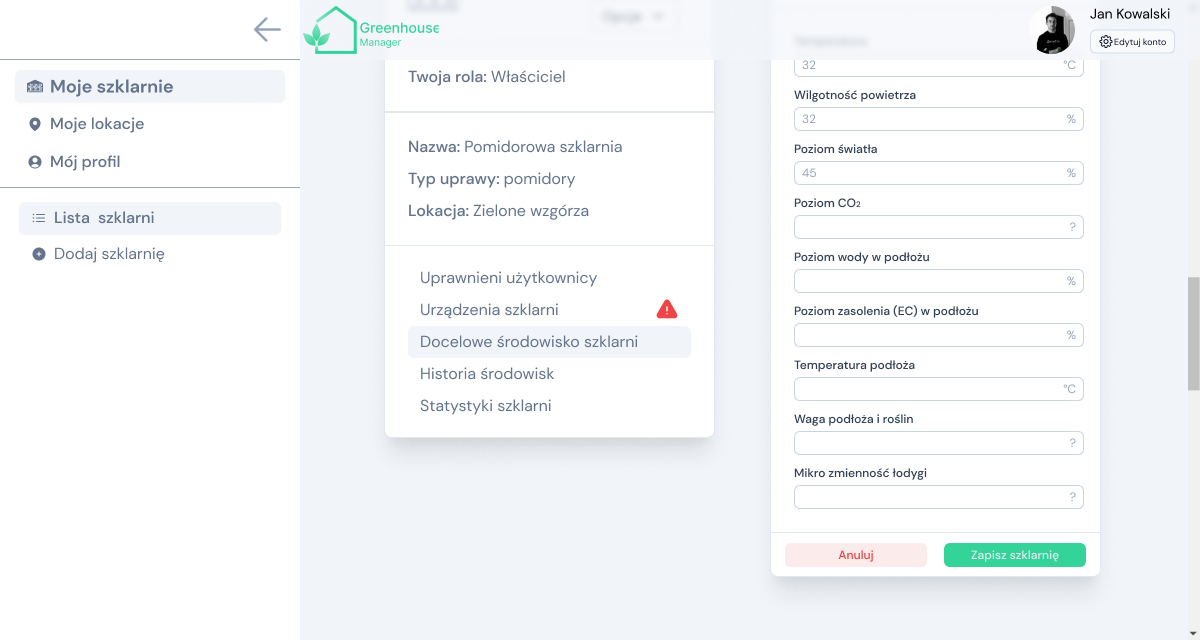 Greenhouse
Manager
Jan Kowalski
Edytuj konto
Moje szklarnie
Moje lokacje
Mój profil
Lista szklarni
Dodaj szklarnię
Opcje
Twoja rola: Właściciel
Nazwa: Pomidorowa szklarnia
Typ uprawy: pomidory
Lokacja: Zielone wzgórza
Uprawnieni użytkownicy
Urządzenia szklarni
Docelowe środowisko szklarni
Historia środowisk
Statystyki szklarni
Temperatura
32 °C
Wilgotność powietrza
32 %
Poziom światła
45 %
Poziom CO₂
?
Poziom wody w podłożu
%
Poziom zasolenia (EC) w podłożu
%
Temperatura podłoża
°C
Waga podłoża i roślin
?
Mikro zmienność łodygi
?
Anuluj
Zapisz szklarnię